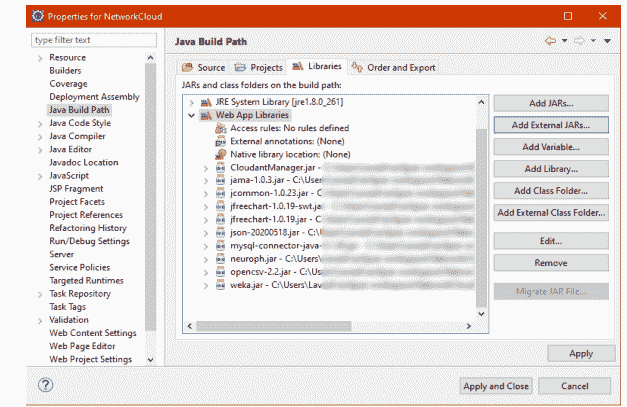 Properties for NetworkCloud
type filter text
Resource
Builders
Coverage
Deployment Assembly
Java Build Path
Java Code Style
Java Compiler
Java Editor
Javadoc Location
JavaScript
JSP Fragment
Project Facets
Project References
Refactoring History
Run/Debug Settings
Server
Service Policies
Targeted Runtimes
Task Repository
Task Tags
Validation
Web Content Settings
Web Page Editor
Web Project Settings
Java Build Path
Source Projects Libraries Order and Export
JARs and class folders on the build path:
JRE System Library [jre1.8.0_261]
Web App Libraries
Access rules: No rules defined
External annotations: (None)
Native library location: (None)
CloudantManager.jar -
jama-1.0.3.jar - C:\User
jcommon-1.0.23.jar - C
jfreechart-1.0.19-swt.ja
jfreechart-1.0.19.jar - C
json-20200518.jar - C:\
mysql-connector-java-
neuroph.jar - C:\Users\
opencsv-2.2.jar - C:\Users
weka.jar - C:\Users\Lav
Add JARs...
Add External JARs...
Add Variable...
Add Library...
Add Class Folder...
Add External Class Folder...
Edit...
Remove
Migrate JAR File...
Apply
? Apply and Close Cancel